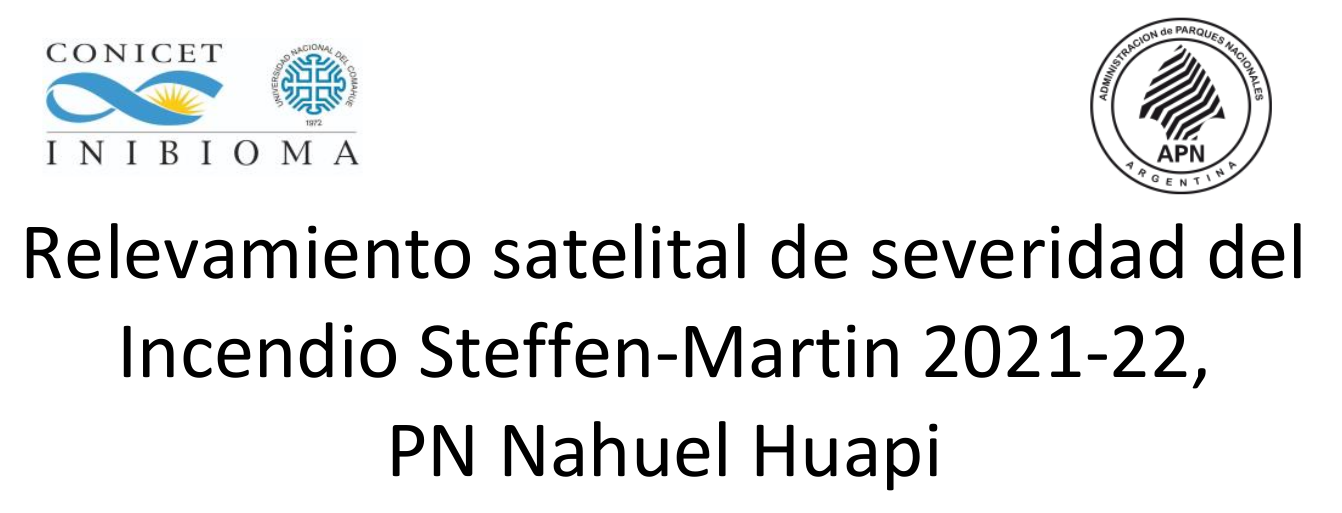 CONICET
UNIVERSIDAD NACIONAL DEL COMAHUE
1972
INIBIOMA
ADMINISTRACION de PARQUES NACIONALES
APN
ARGENTINA
Relevamiento satelital de severidad del
Incendio Steffen-Martin 2021-22,
PN Nahuel Huapi